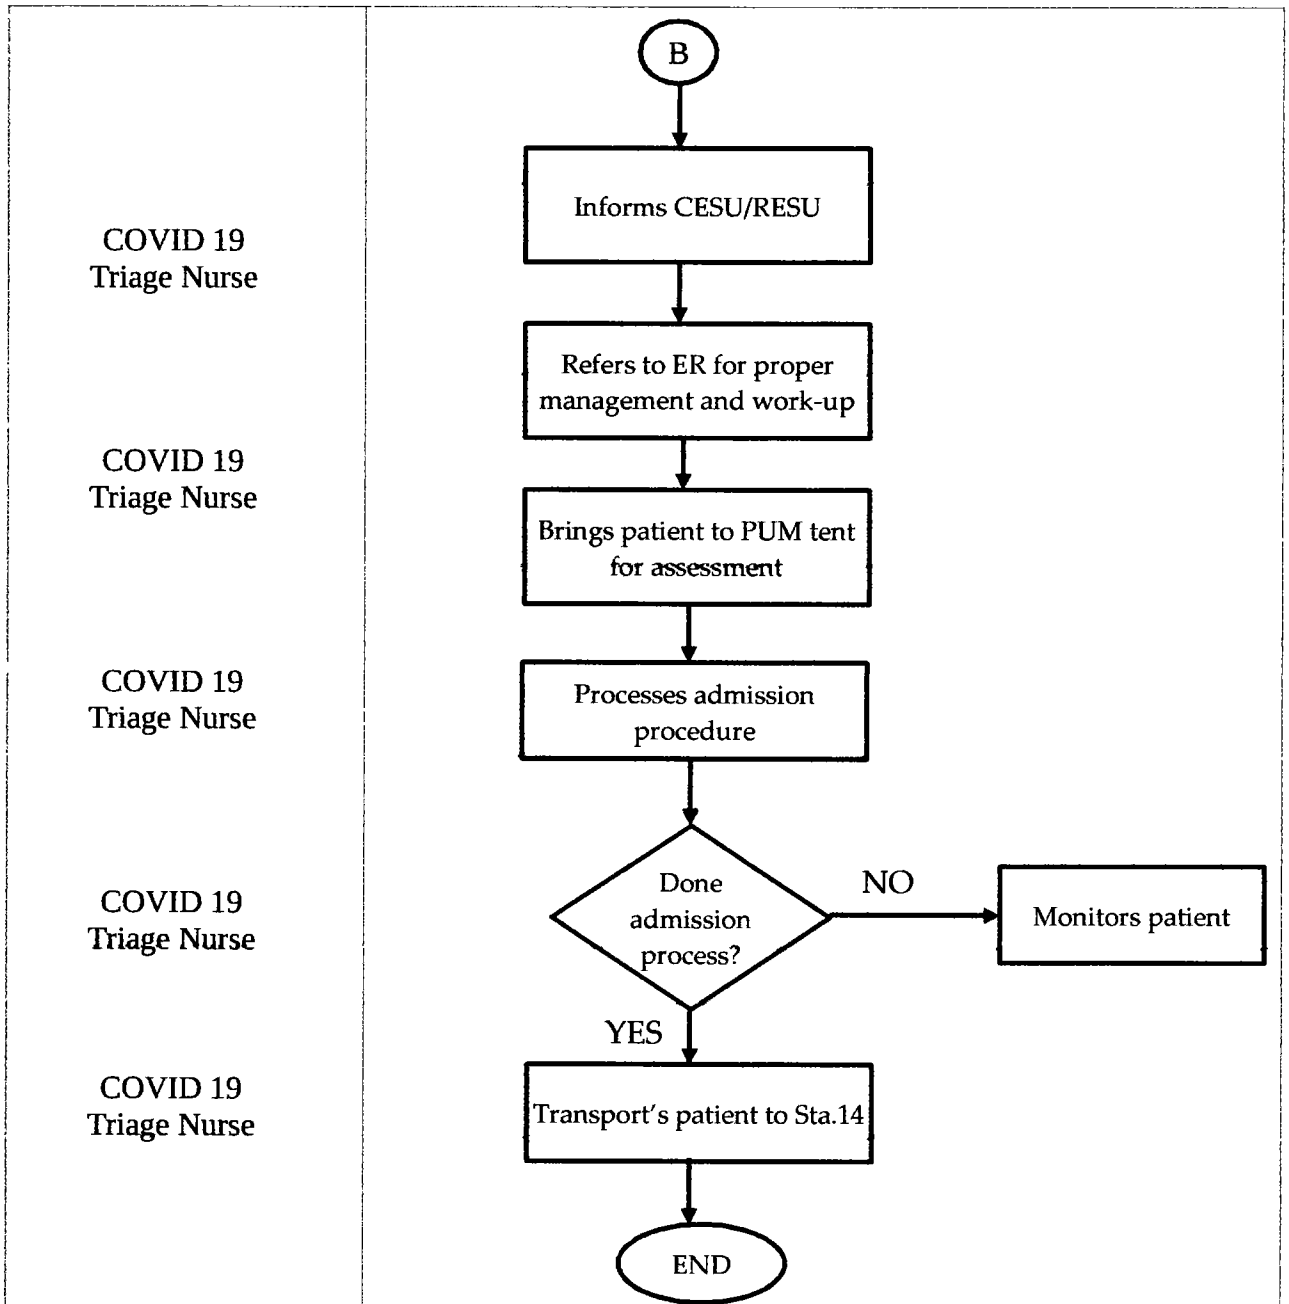 B
Informs CESU/RESU
COVID 19
Triage Nurse
Refers to ER for proper
management and work-up
COVID 19
Triage Nurse
Brings patient to PUM tent
for assessment
COVID 19
Triage Nurse
Processes admission
procedure
COVID 19
Triage Nurse
Done
admission
process?
NO
Monitors patient
YES
COVID 19
Triage Nurse
Transport's patient to Sta.14
END